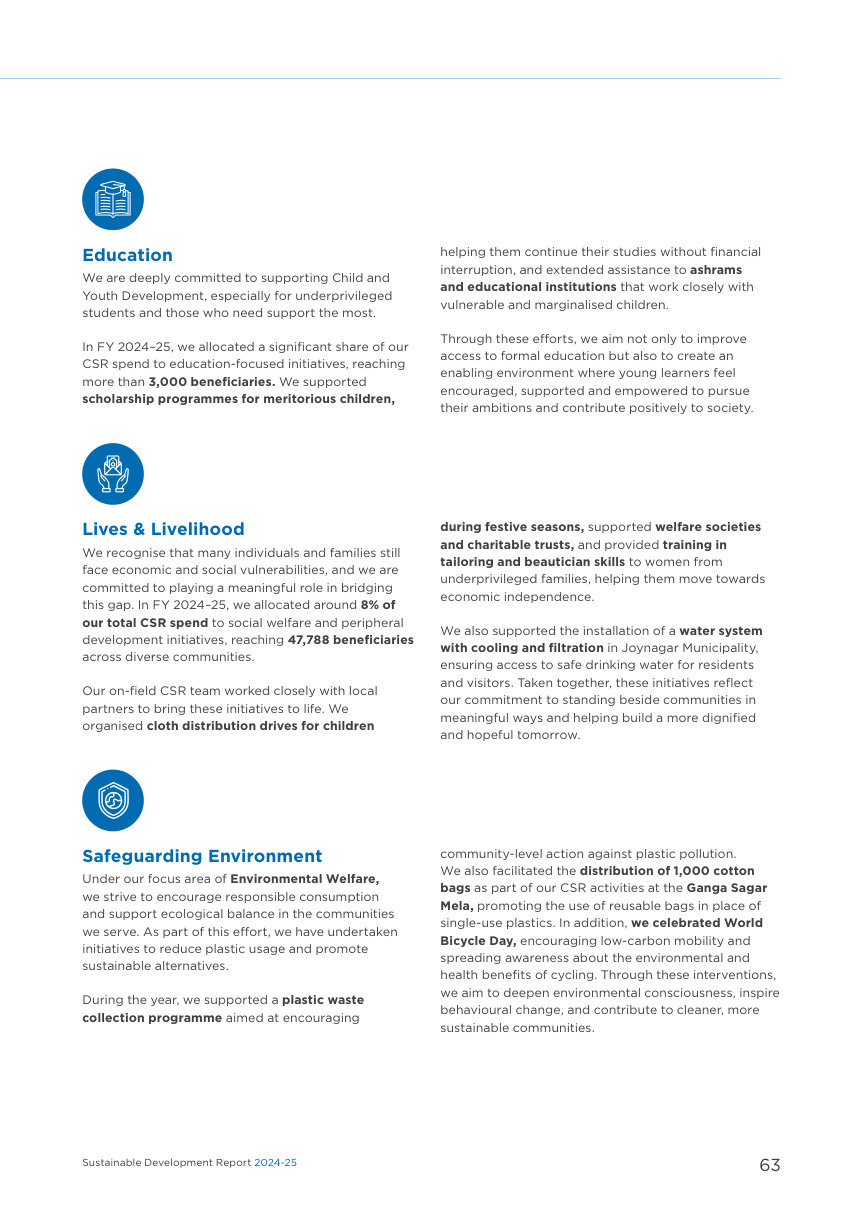 Education
We are deeply committed to supporting Child and
Youth Development, especially for underprivileged
students and those who need support the most.
In FY 2024–25, we allocated a significant share of our
CSR spend to education-focused initiatives, reaching
more than 3,000 beneficiaries. We supported
scholarship programmes for meritorious children,
helping them continue their studies without financial
interruption, and extended assistance to ashrams
and educational institutions that work closely with
vulnerable and marginalised children.
Through these efforts, we aim not only to improve
access to formal education but also to create an
enabling environment where young learners feel
encouraged, supported and empowered to pursue
their ambitions and contribute positively to society.
Lives & Livelihood
We recognise that many individuals and families still
face economic and social vulnerabilities, and we are
committed to playing a meaningful role in bridging
this gap. In FY 2024–25, we allocated around 8% of
our total CSR spend to social welfare and peripheral
development initiatives, reaching 47,788 beneficiaries
across diverse communities.
Our on-field CSR team worked closely with local
partners to bring these initiatives to life. We
organised cloth distribution drives for children
during festive seasons, supported welfare societies
and charitable trusts, and provided training in
tailoring and beautician skills to women from
underprivileged families, helping them move towards
economic independence.
We also supported the installation of a water system
with cooling and filtration in Joynagar Municipality,
ensuring access to safe drinking water for residents
and visitors. Taken together, these initiatives reflect
our commitment to standing beside communities in
meaningful ways and helping build a more dignified
and hopeful tomorrow.
Safeguarding Environment
Under our focus area of Environmental Welfare,
we strive to encourage responsible consumption
and support ecological balance in the communities
we serve. As part of this effort, we have undertaken
initiatives to reduce plastic usage and promote
sustainable alternatives.
During the year, we supported a plastic waste
collection programme aimed at encouraging
community-level action against plastic pollution.
We also facilitated the distribution of 1,000 cotton
bags as part of our CSR activities at the Ganga Sagar
Mela, promoting the use of reusable bags in place of
single-use plastics. In addition, we celebrated World
Bicycle Day, encouraging low-carbon mobility and
spreading awareness about the environmental and
health benefits of cycling. Through these interventions,
we aim to deepen environmental consciousness, inspire
behavioural change, and contribute to cleaner, more
sustainable communities.
Sustainable Development Report 2024-25
63